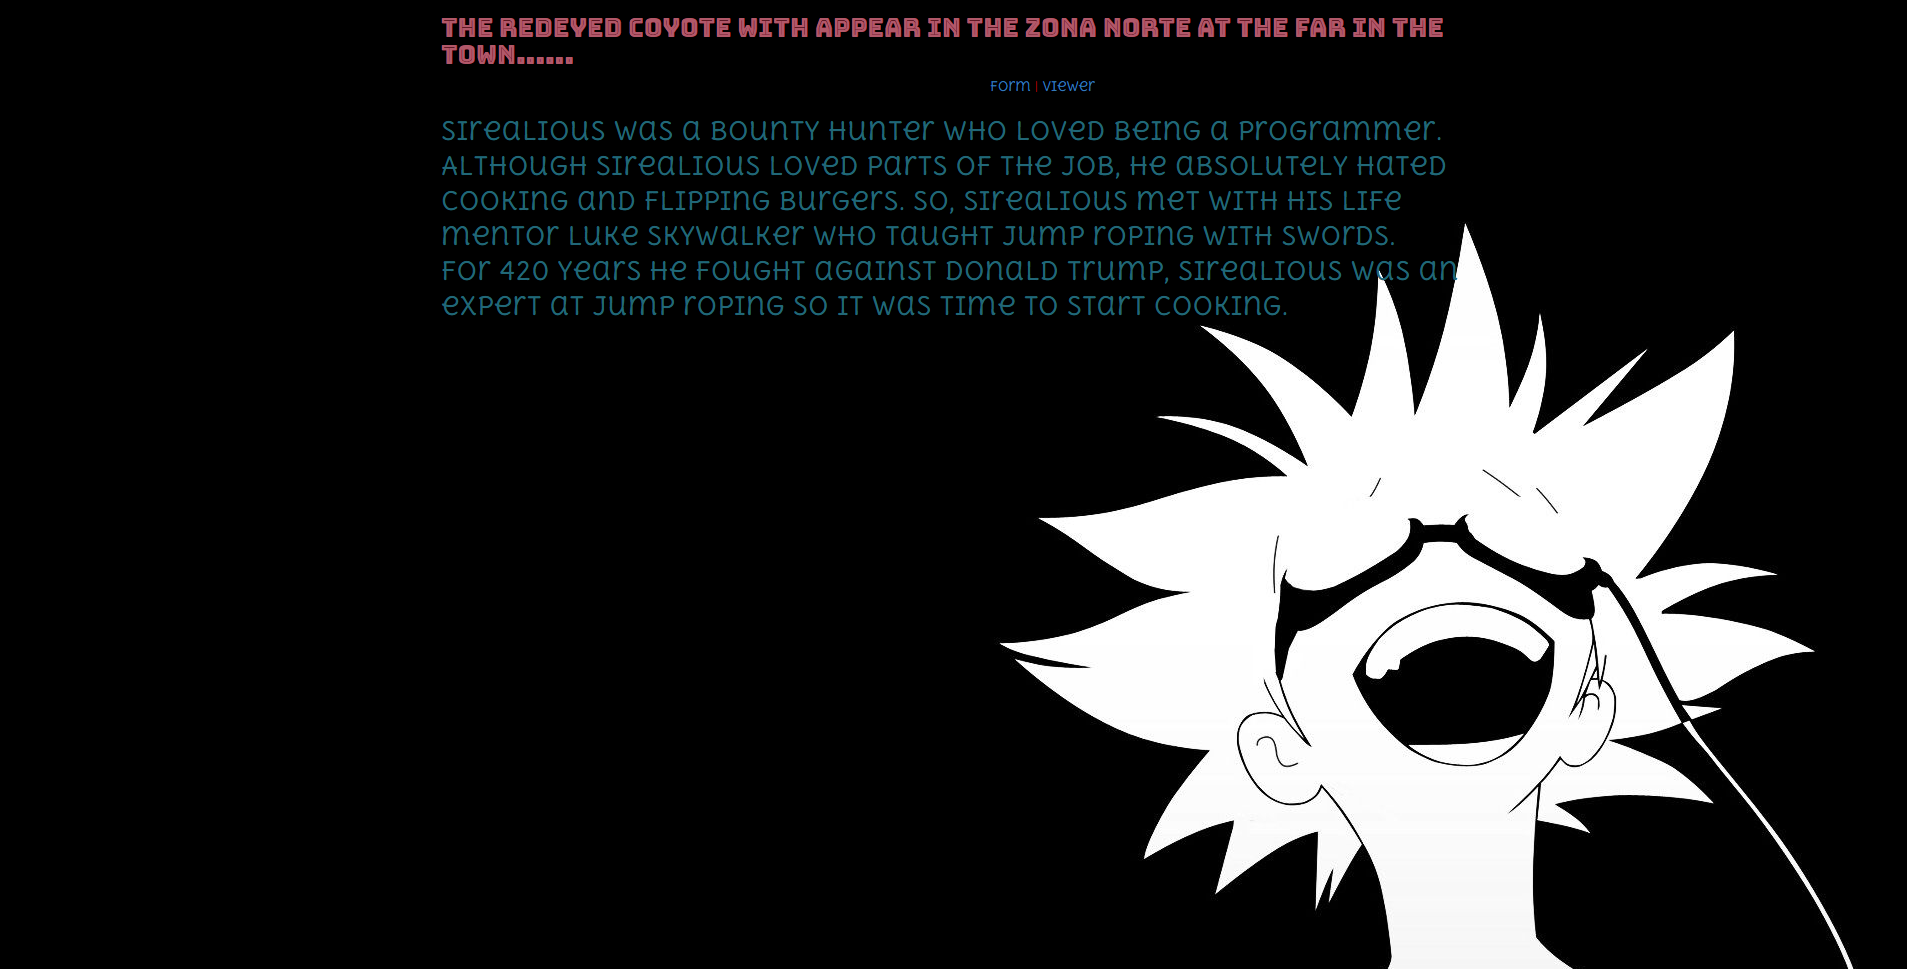 THE REDEYED COYOTE WITH APPEAR IN THE ZONA NORTE AT THE FAR IN THE
TOWN......
Form | Viewer
Sirealious was a bounty hunter who loved being a programmer.
Although Sirealious loved parts of the job, he absolutely hated
cooking and flipping burgers. So, Sirealious met with his life
mentor Luke Skywalker who taught jump roping with swords.
For 420 years he fought against Donald Trump, Sirealious was an
expert at jump roping so it was time to start cooking.